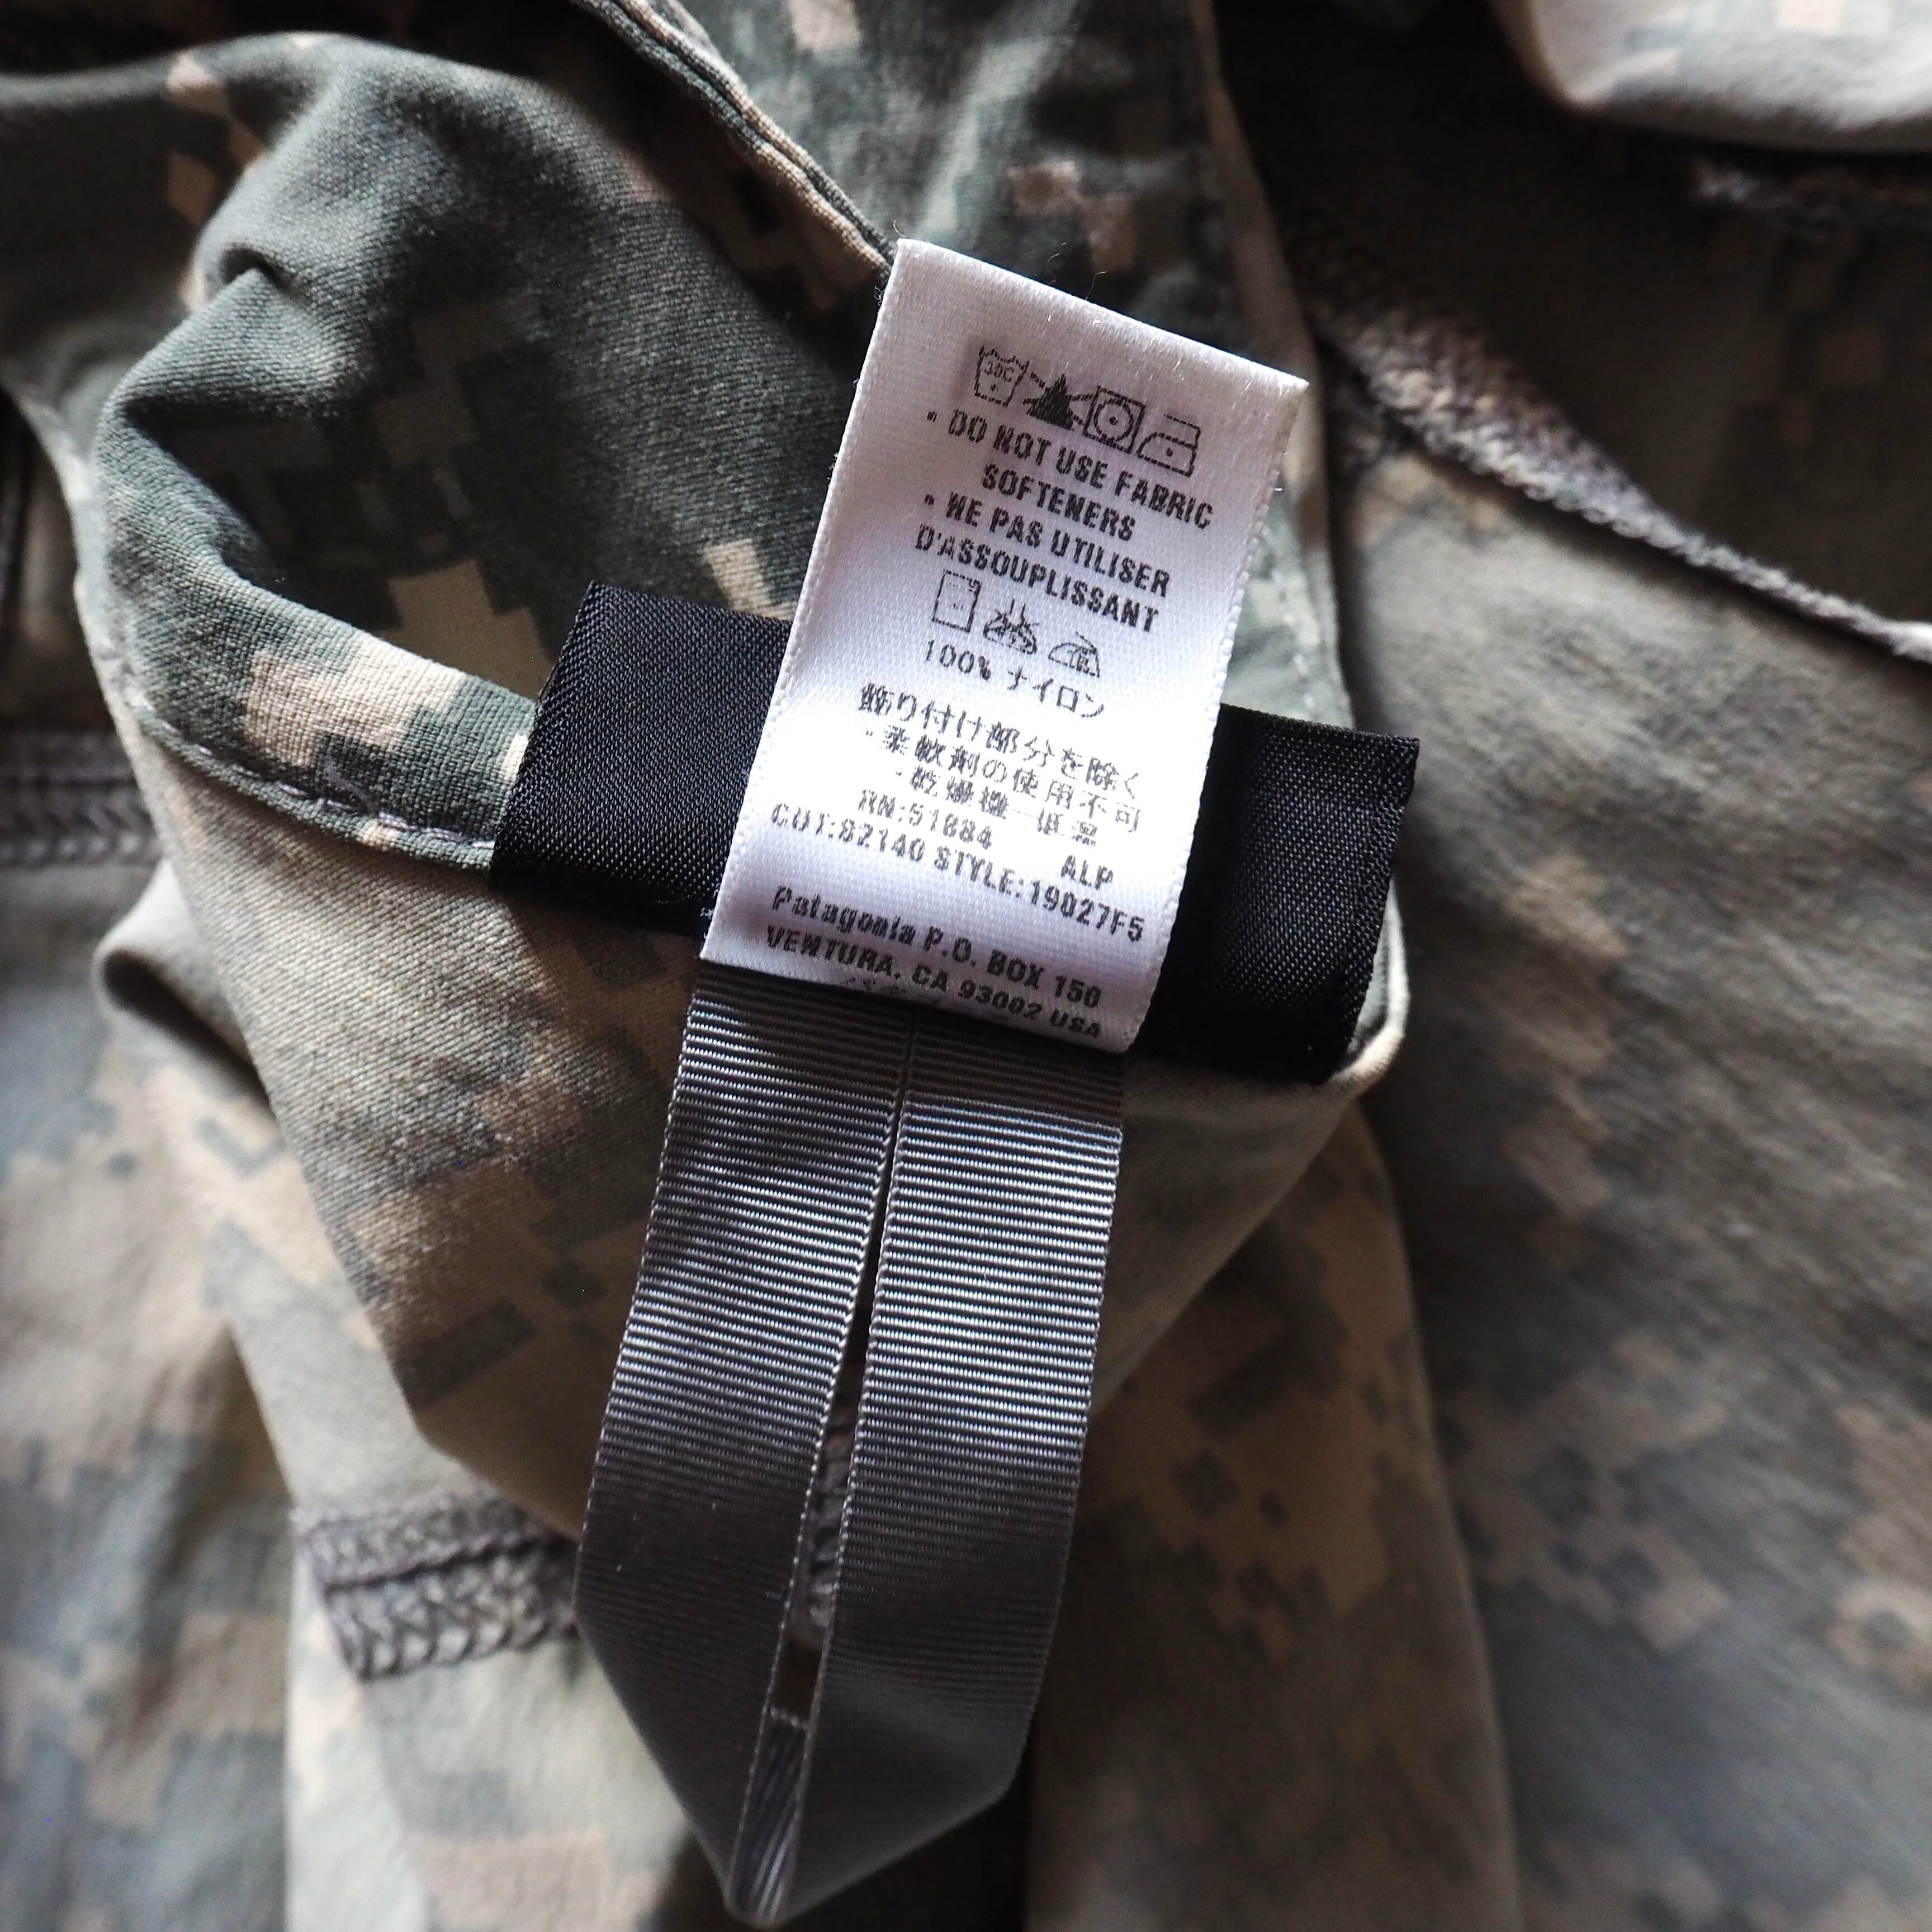 30C
• DO NOT USE FABRIC
SOFTENERS
• NE PAS UTILISER
D'ASSOUPLISSANT
100% ナイロン
飾り付け部分を除く
・柔軟剤の使用不可
・乾燥機－低温
RN:51884 ALP
CUT:82140 STYLE:19027F5
Patagonia P.O. BOX 150
VENTURA, CA 93002 USA